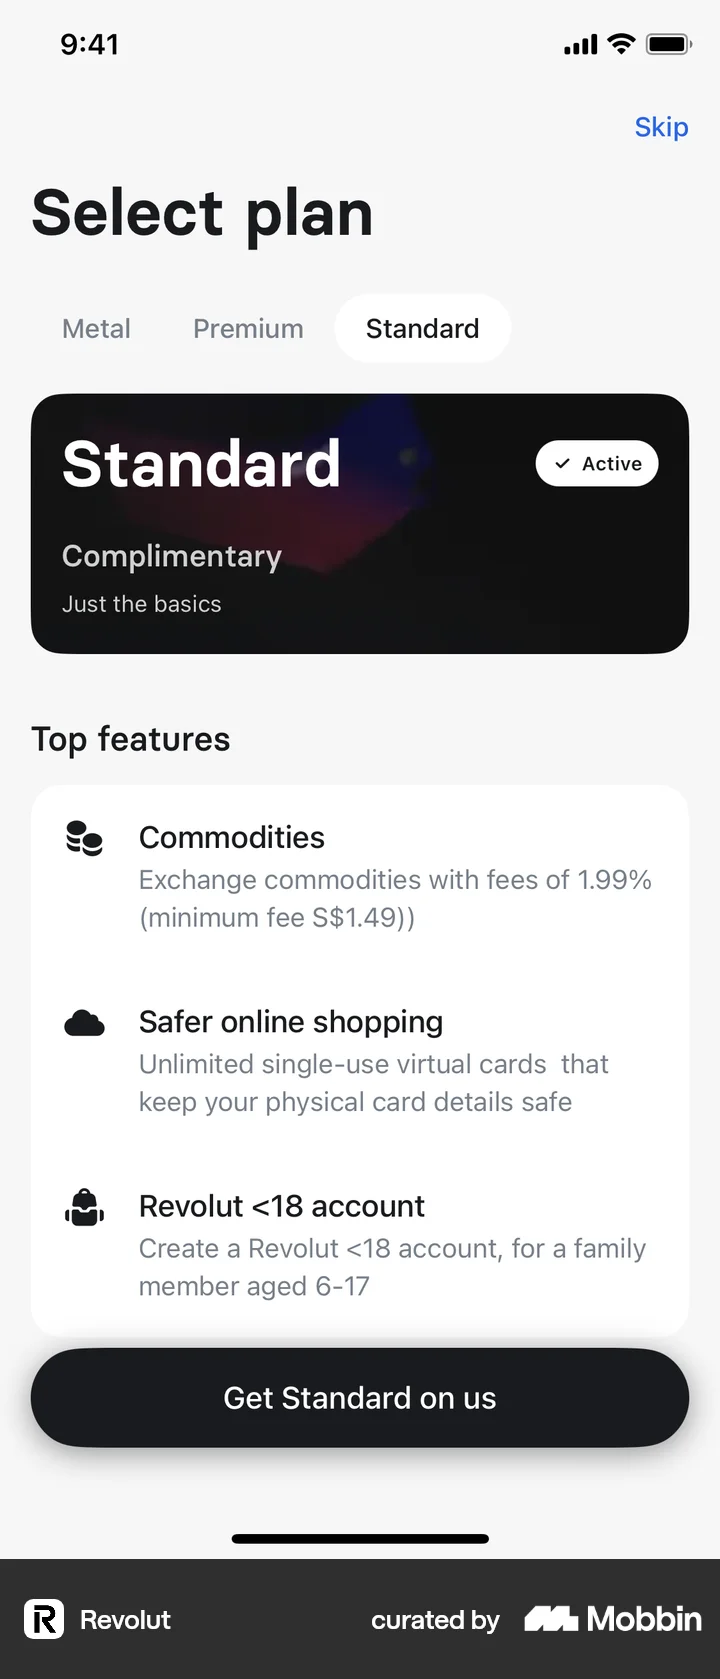 9:41
Skip
Select plan
Metal Premium Standard
Standard
Active
Complimentary
Just the basics
Top features
Commodities
Exchange commodities with fees of 1.99%
(minimum fee S$1.49))
Safer online shopping
Unlimited single-use virtual cards  that
keep your physical card details safe
Revolut <18 account
Create a Revolut <18 account, for a family
member aged 6-17
Get Standard on us
R Revolut curated by Mobbin